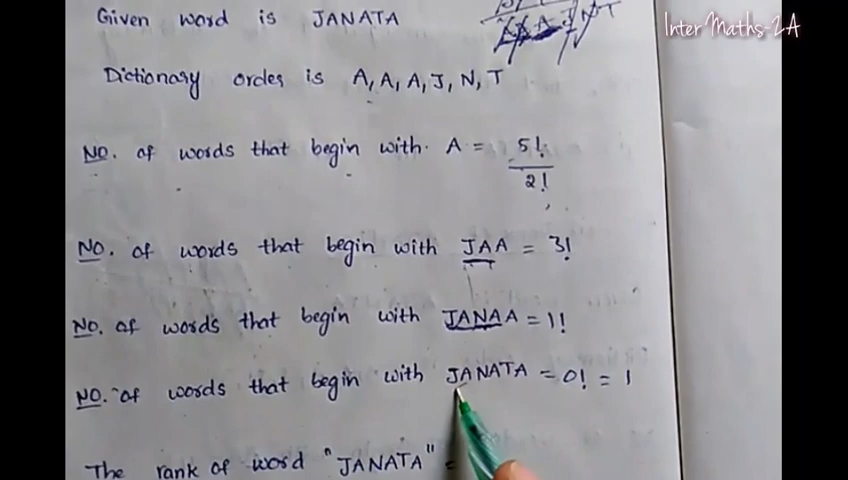 Given word is JANATA
Inter Maths-2A
Dictionary order is A, A, A, J, N, T
NO. of words that begin with A = 5!
2!
NO. of words that begin with JAA = 3!
NO. of words that begin with JANAA = 1!
NO. of words that begin with JANATA = 0! = 1
The rank of word "JANATA" =